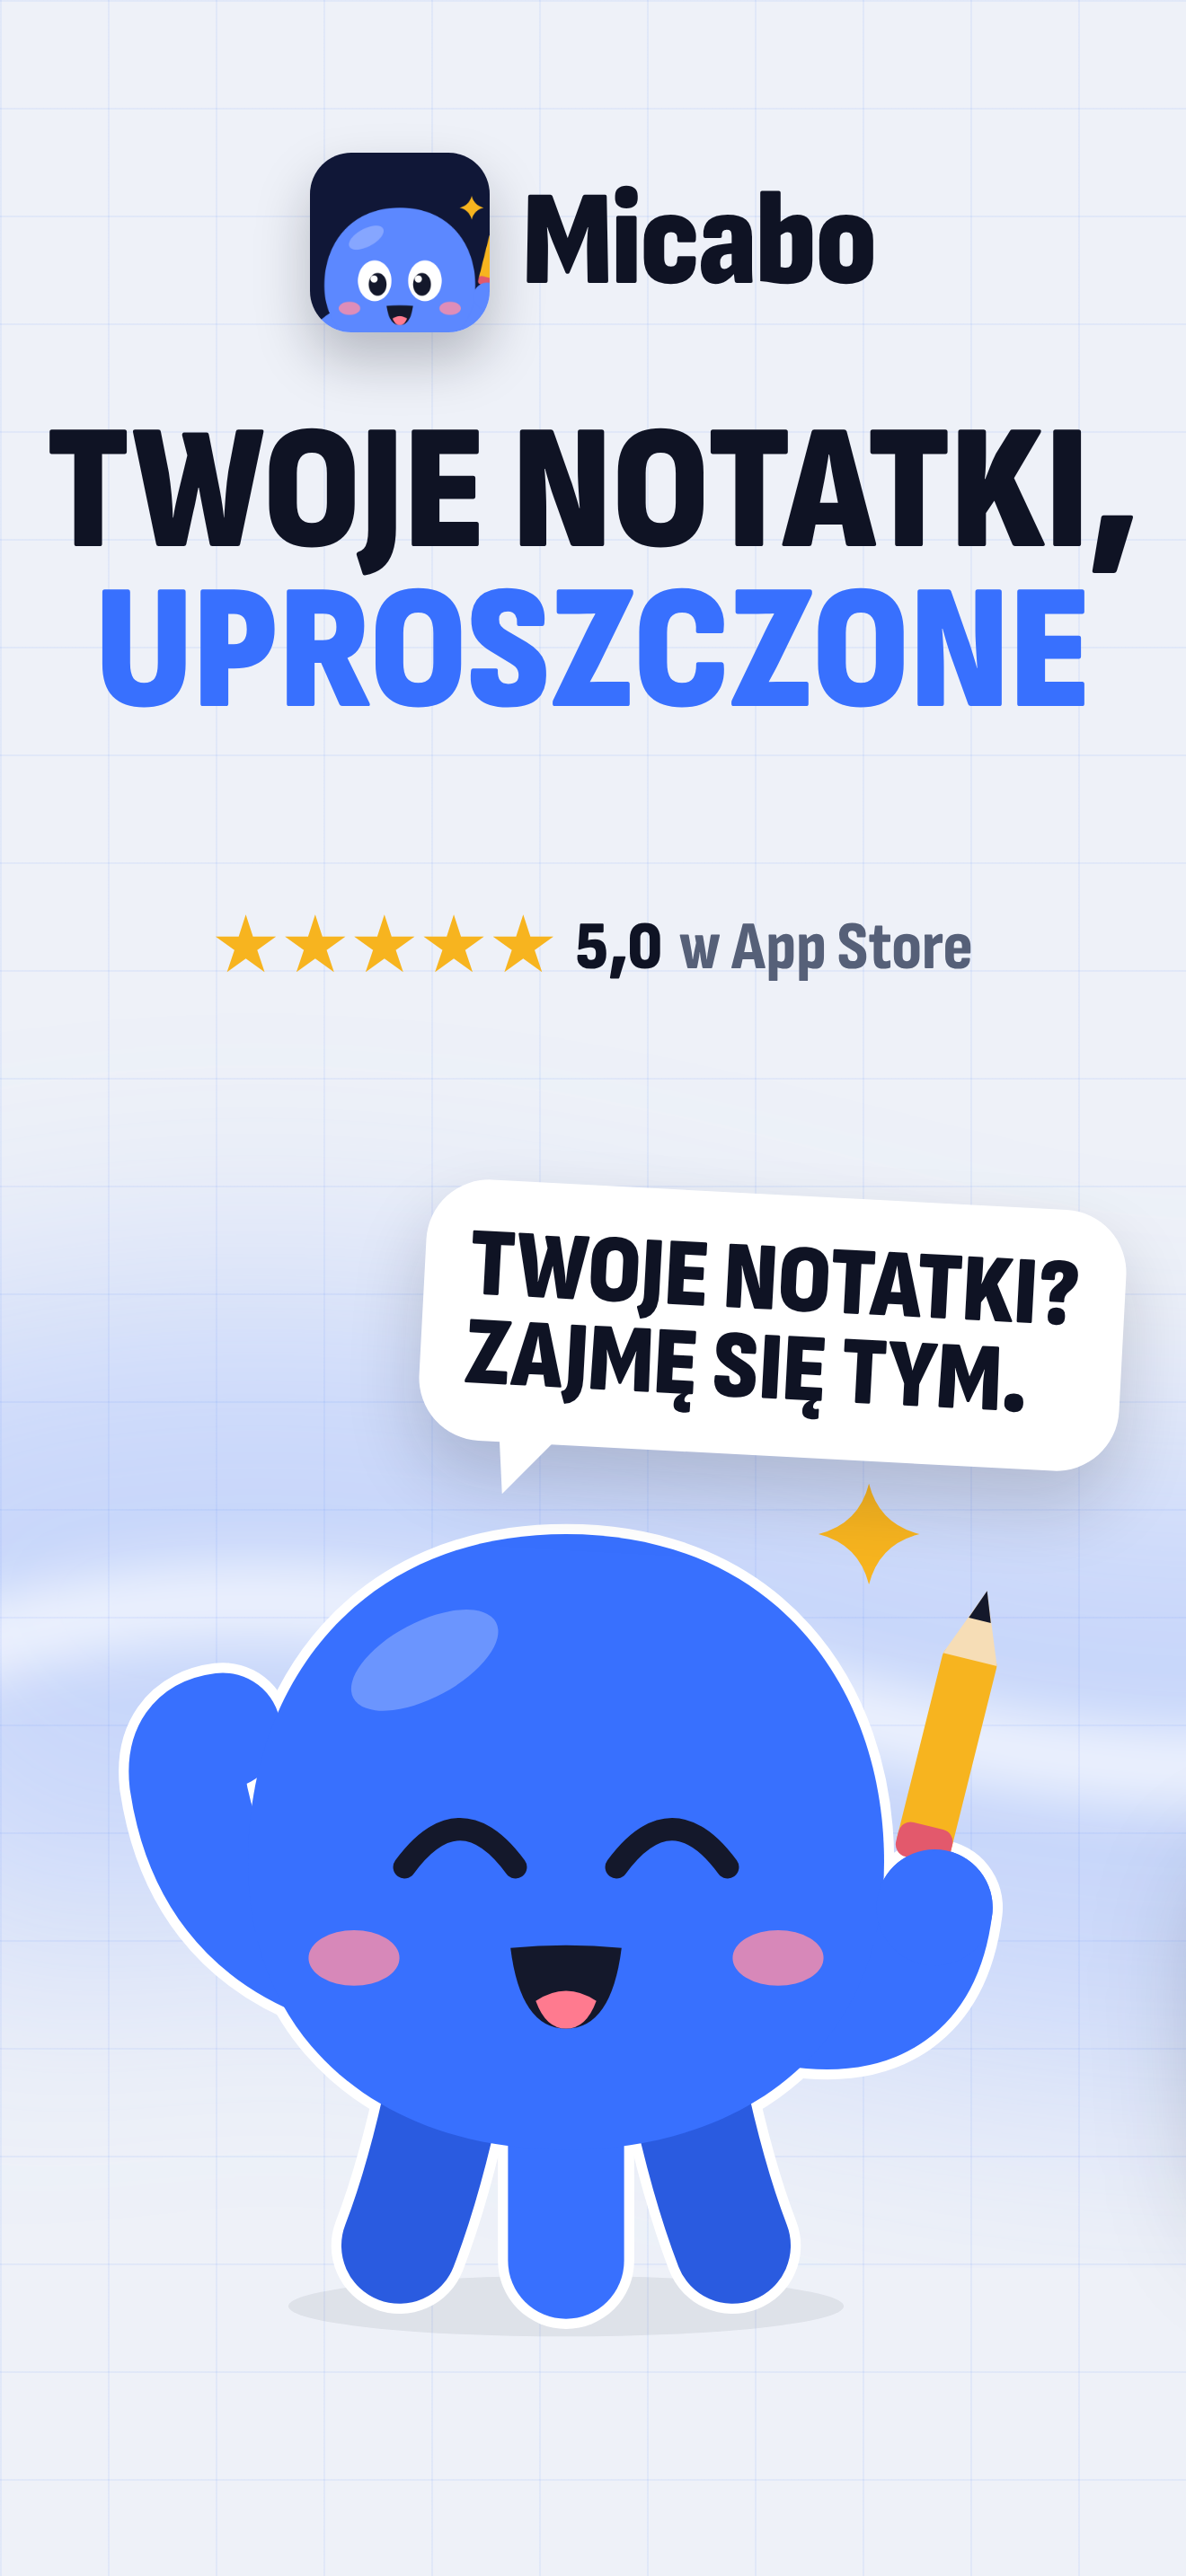 Micabo
TWOJE NOTATKI,
UPROSZCZONE
5,0 w App Store
TWOJE NOTATKI?
ZAJMĘ SIĘ TYM.